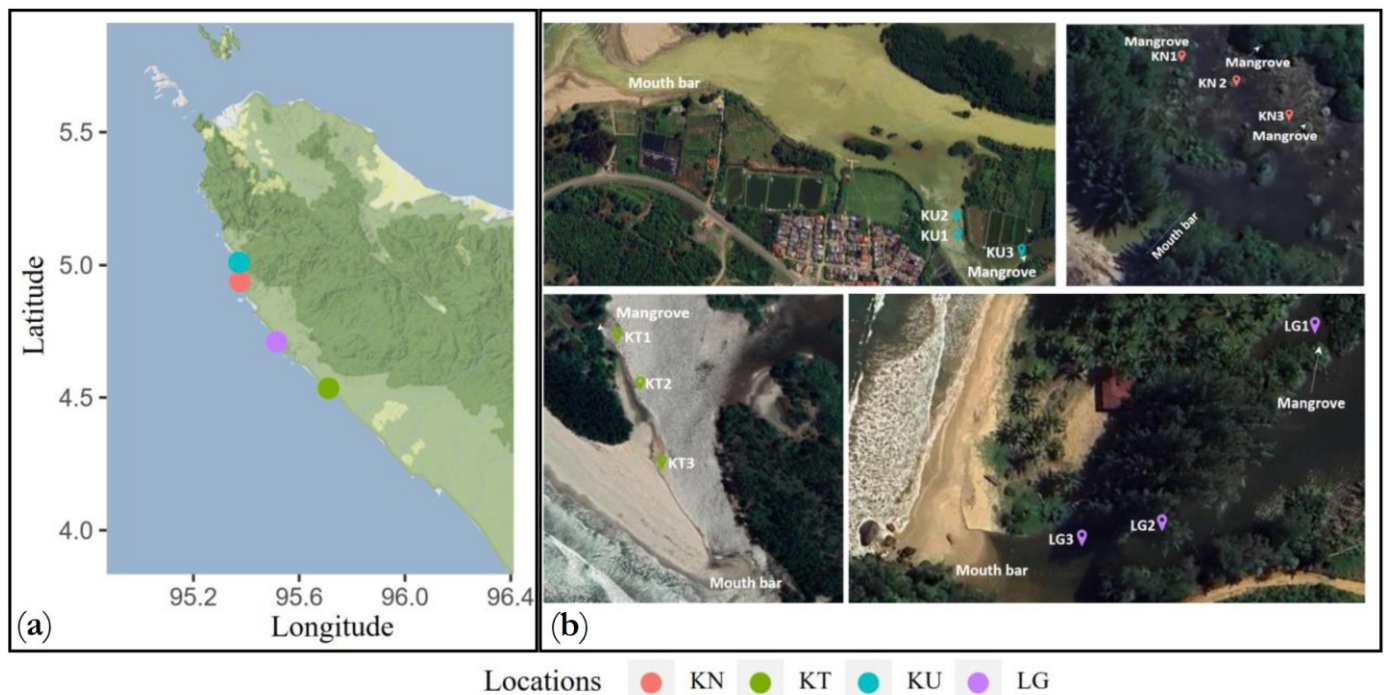 5.5
5.0
4.5
4.0
Latitude
95.2
95.6
96.0
96.4
Longitude
(a)
Mouth bar
KU2
KU1
KU3
Mangrove
Mangrove
KN1
Mangrove
KN 2
KN3
Mangrove
Mouth bar
Mangrove
KT1
KT2
KT3
Mouth bar
LG1
Mangrove
LG2
LG3
Mouth bar
(b)
Locations KN KT KU LG